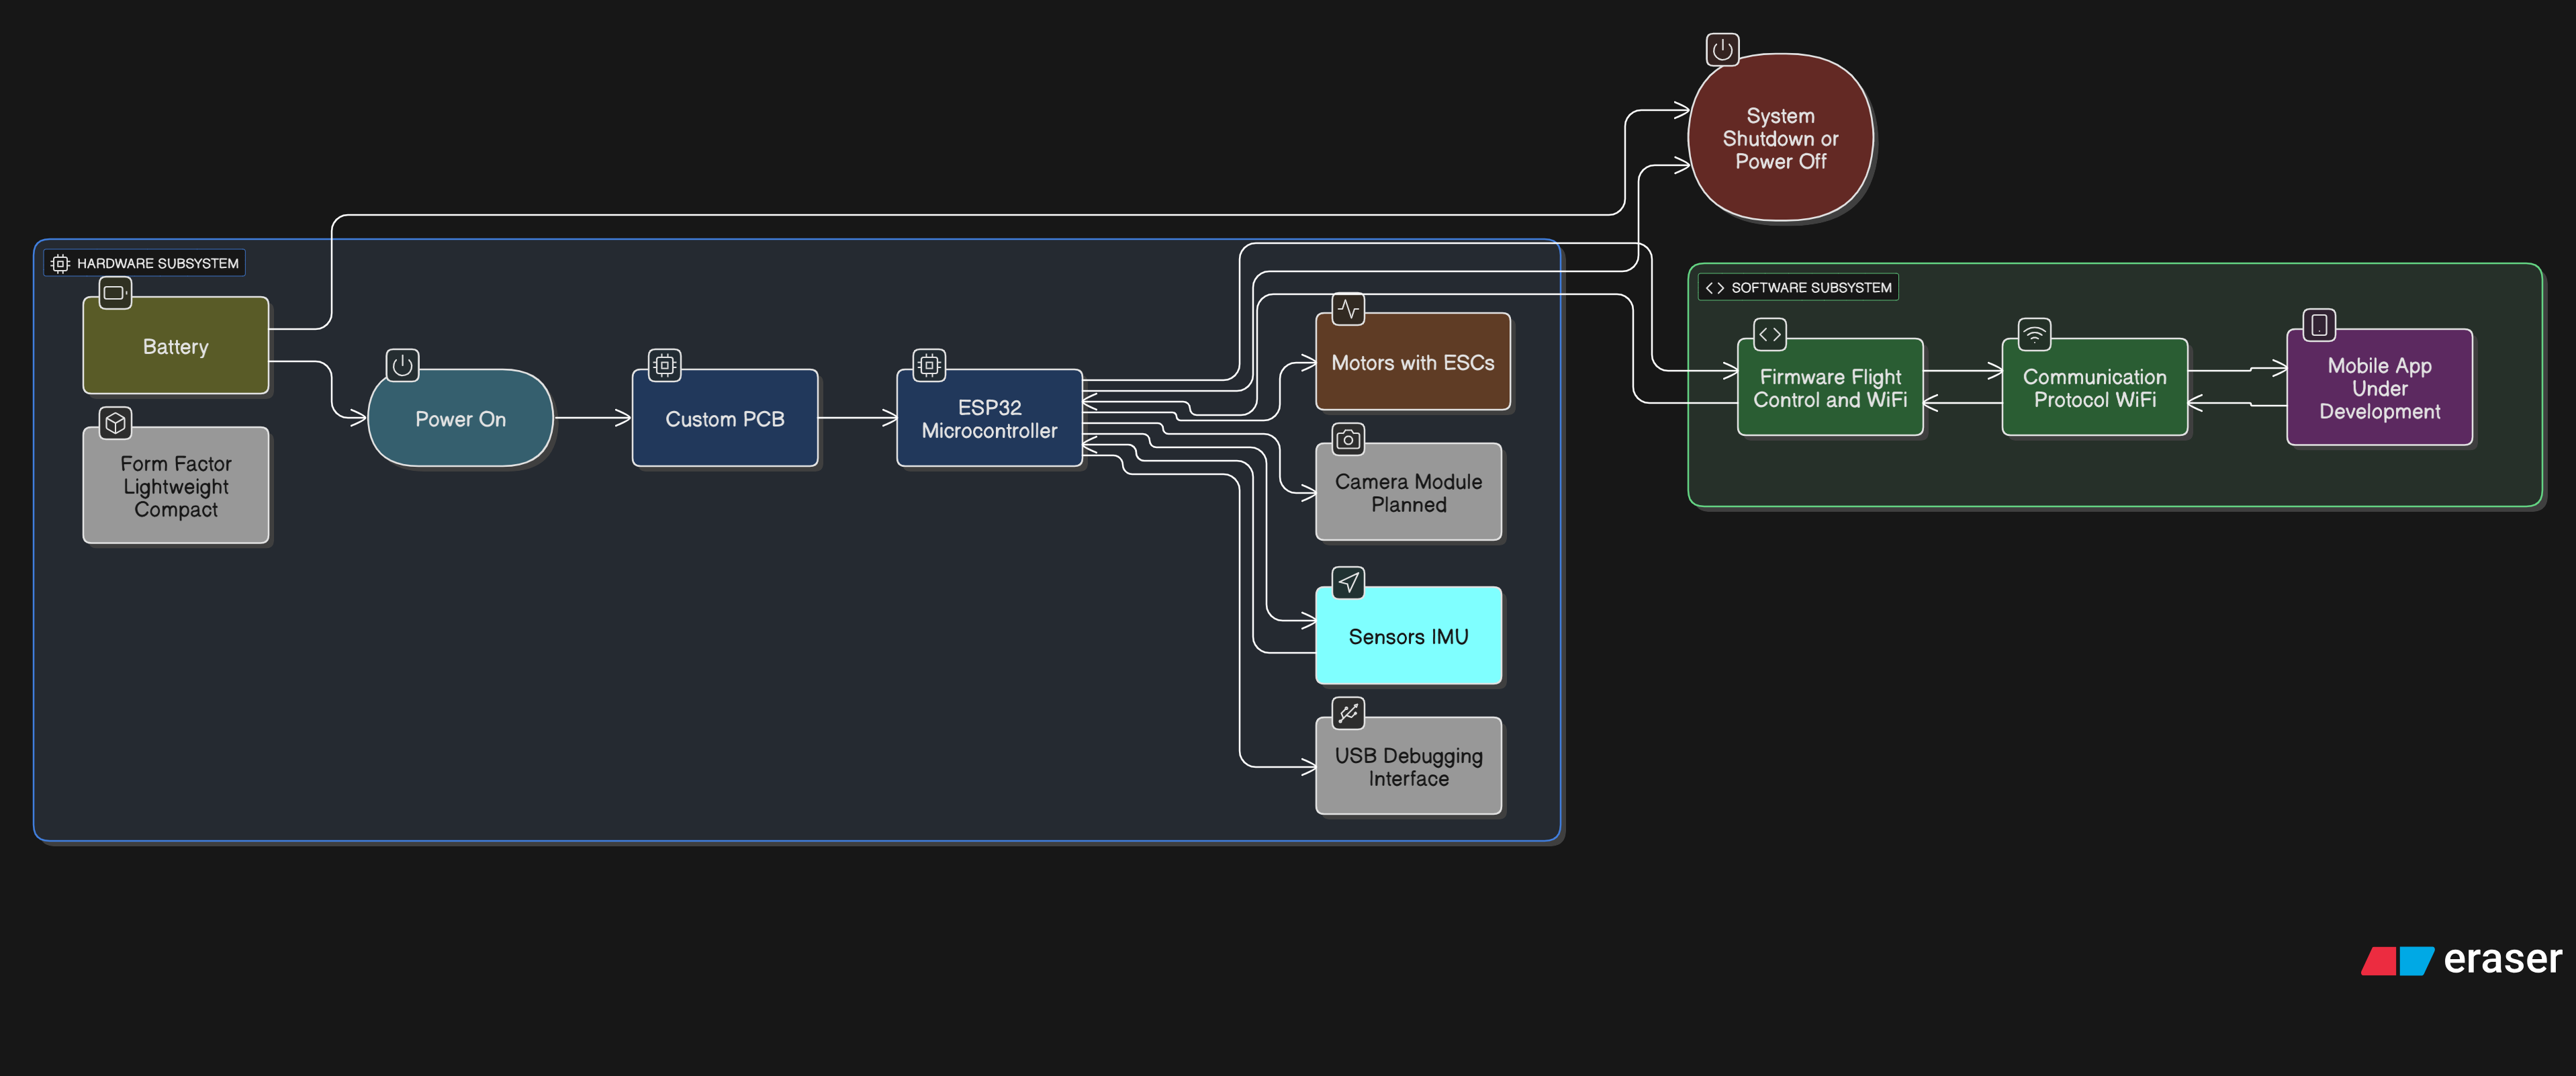 System
Shutdown or
Power Off
HARDWARE SUBSYSTEM
Battery
Form Factor
Lightweight
Compact
Power On
Custom PCB
ESP32
Microcontroller
Motors with ESCs
Camera Module
Planned
Sensors IMU
USB Debugging
Interface
SOFTWARE SUBSYSTEM
Firmware Flight
Control and WiFi
Communication
Protocol WiFi
Mobile App
Under
Development
eraser